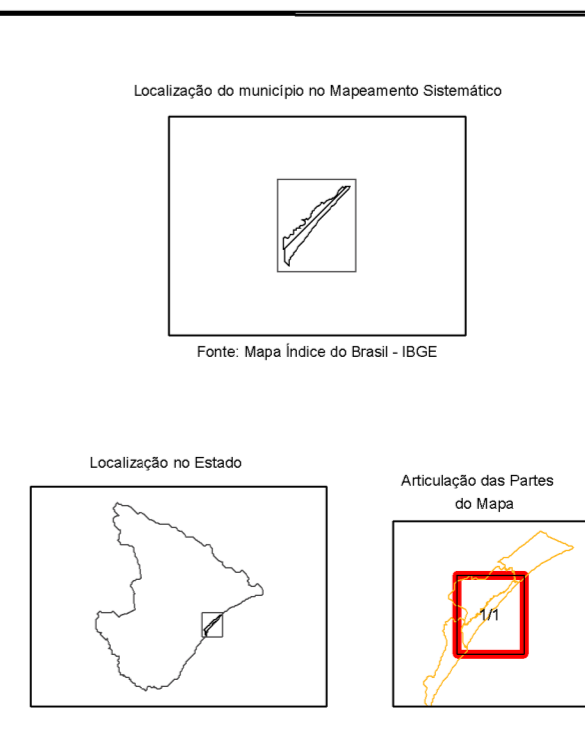 Localização do município no Mapeamento Sistemático
Fonte: Mapa Índice do Brasil - IBGE
Localização no Estado
Articulação das Partes
do Mapa
1/1